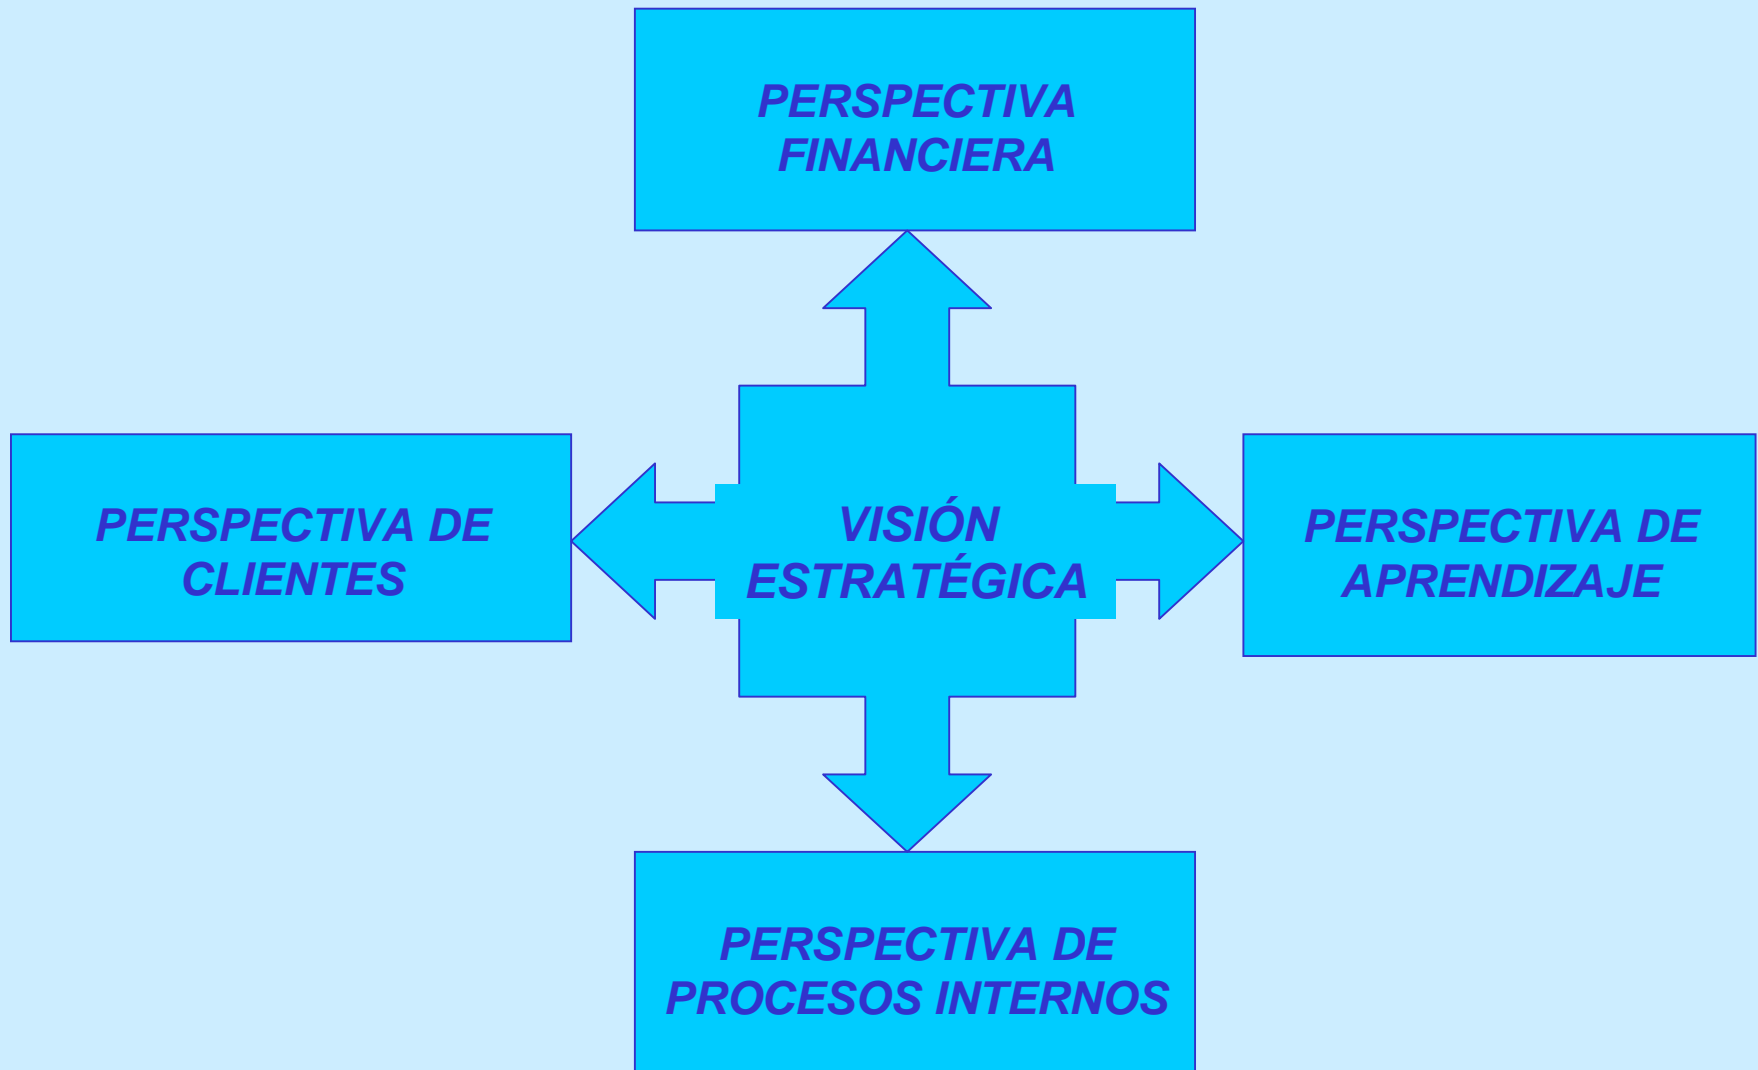 PERSPECTIVA
FINANCIERA
PERSPECTIVA DE
CLIENTES
VISIÓN
ESTRATÉGICA
PERSPECTIVA DE
APRENDIZAJE
PERSPECTIVA DE
PROCESOS INTERNOS